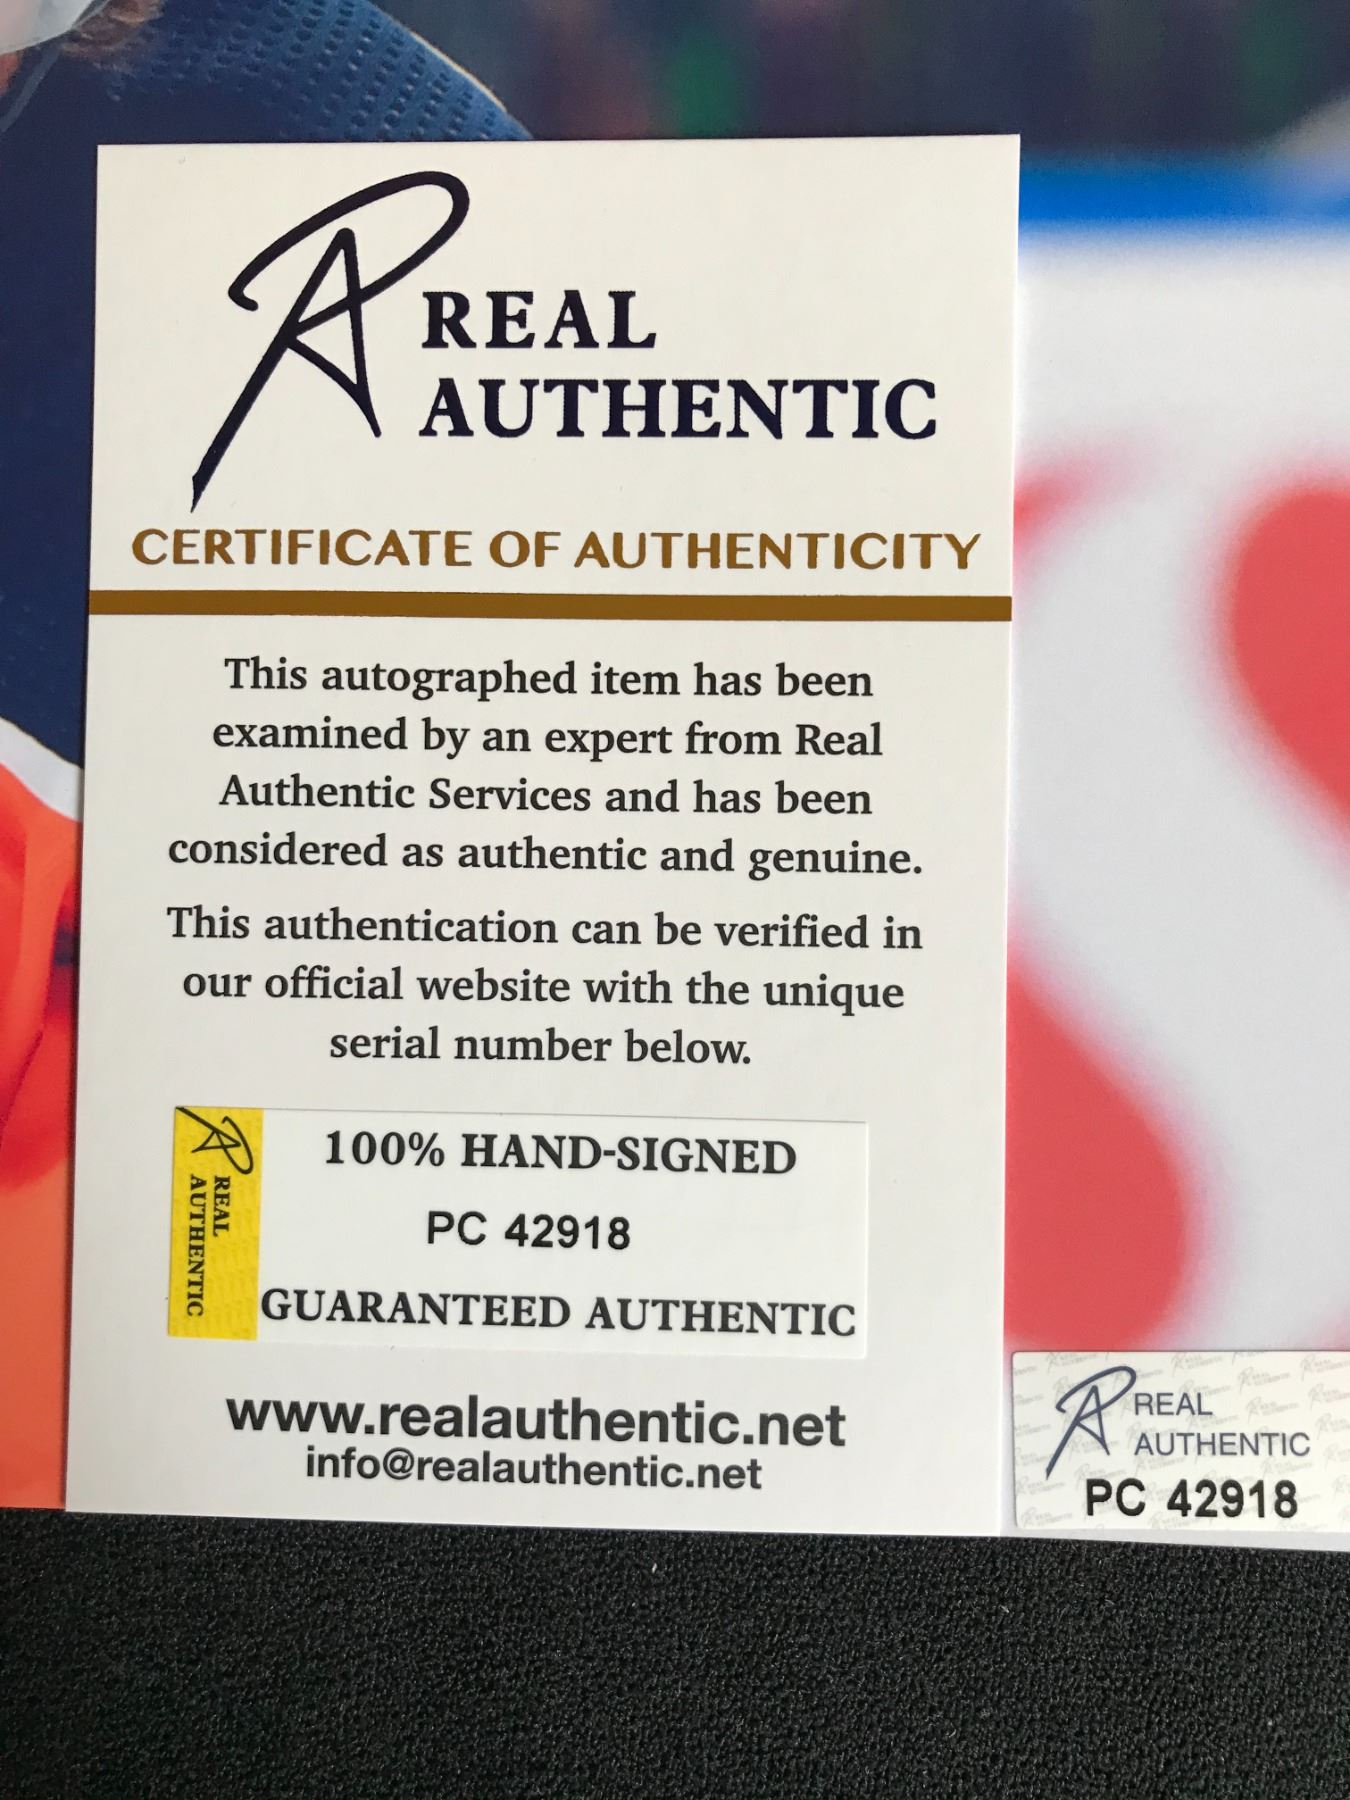 REAL
AUTHENTIC
CERTIFICATE OF AUTHENTICITY
This autographed item has been
examined by an expert from Real
Authentic Services and has been
considered as authentic and genuine.
This authentication can be verified in
our official website with the unique
serial number below.
REAL
AUTHENTIC
100% HAND-SIGNED
PC 42918
GUARANTEED AUTHENTIC
www.realauthentic.net
info@realauthentic.net
REAL
AUTHENTIC
PC 42918